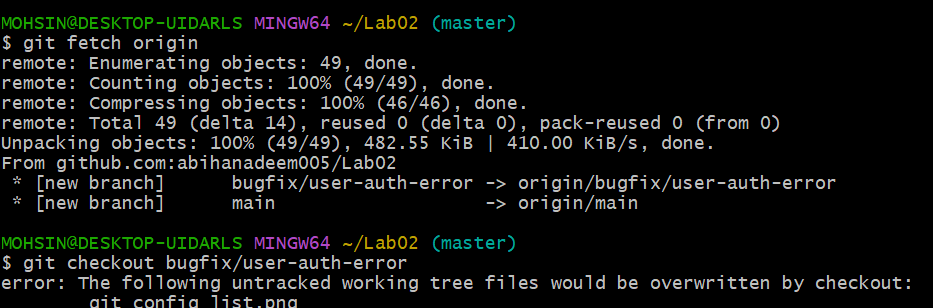 MOHSIN@DESKTOP-UIDARLS MINGW64 ~/Lab02 (master)
$ git fetch origin
remote: Enumerating objects: 49, done.
remote: Counting objects: 100% (49/49), done.
remote: Compressing objects: 100% (46/46), done.
remote: Total 49 (delta 14), reused 0 (delta 0), pack-reused 0 (from 0)
Unpacking objects: 100% (49/49), 482.55 KiB | 410.00 KiB/s, done.
From github.com:abihanadeem005/Lab02
 * [new branch]      bugfix/user-auth-error -> origin/bugfix/user-auth-error
 * [new branch]      main                   -> origin/main
MOHSIN@DESKTOP-UIDARLS MINGW64 ~/Lab02 (master)
$ git checkout bugfix/user-auth-error
error: The following untracked working tree files would be overwritten by checkout:
        git config list.png